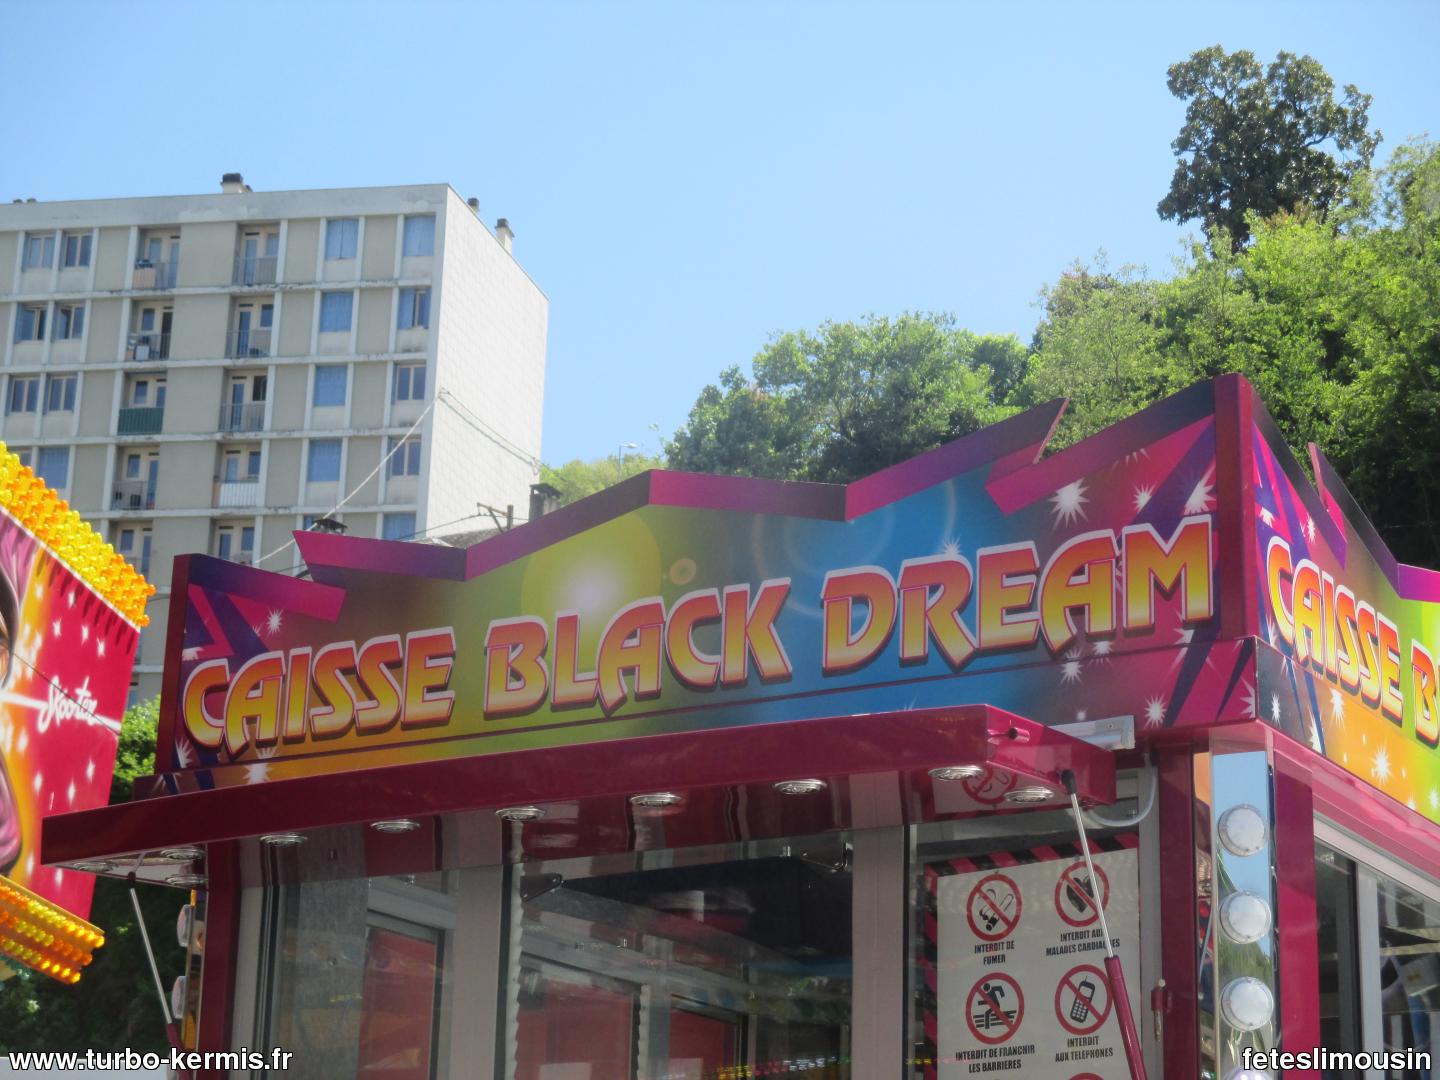 CAISSE BLACK DREAM
CAISSE B
Skooter
INTERDIT DE
FUMER
INTERDIT AUX
MALADES CARDIAQUES
INTERDIT DE FRANCHIR
LES BARRIERES
INTERDIT
AUX TELEPHONES
www.turbo-kermis.fr
feteslimousin